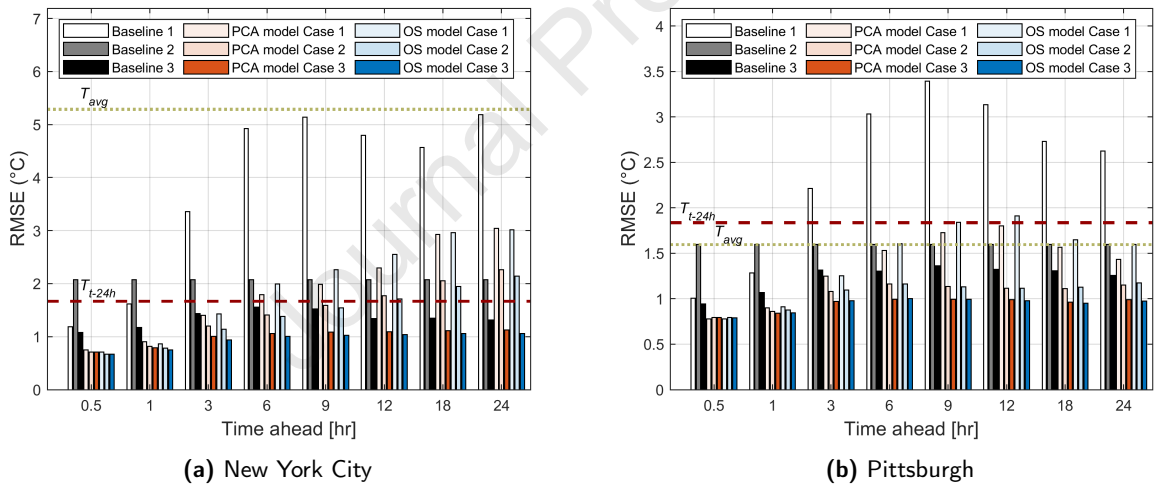 Journal Pre
7
6
5
4
3
2
1
0
RMSE (°C)
Baseline 1 PCA model Case 1 OS model Case 1
Baseline 2 PCA model Case 2 OS model Case 2
Baseline 3 PCA model Case 3 OS model Case 3
T_avg
T_t-24h
0.5 1 3 6 9 12 18 24
Time ahead [hr]
(a) New York City
4
3.5
3
2.5
2
1.5
1
0.5
0
RMSE (°C)
Baseline 1 PCA model Case 1 OS model Case 1
Baseline 2 PCA model Case 2 OS model Case 2
Baseline 3 PCA model Case 3 OS model Case 3
T_t-24h
T_avg
0.5 1 3 6 9 12 18 24
Time ahead [hr]
(b) Pittsburgh